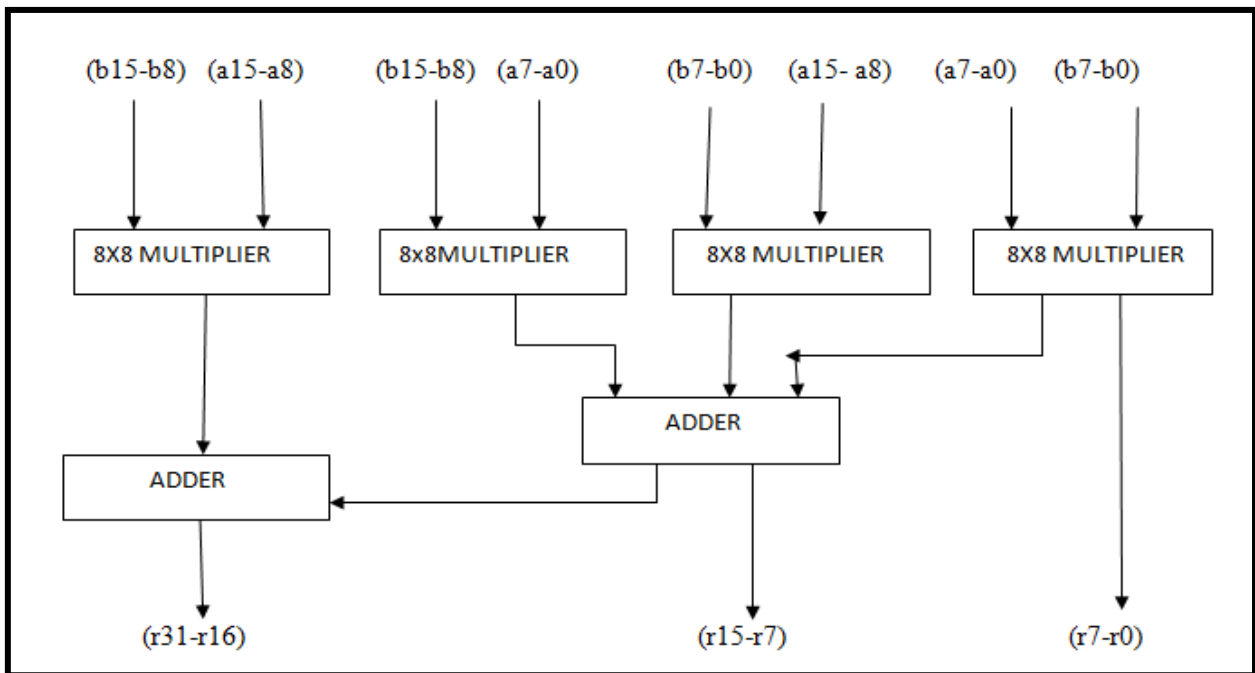 (b15-b8) (a15-a8) (b15-b8) (a7-a0) (b7-b0) (a15- a8) (a7-a0) (b7-b0)
8X8 MULTIPLIER 8x8MULTIPLIER 8X8 MULTIPLIER 8X8 MULTIPLIER
ADDER
ADDER
(r31-r16) (r15-r7) (r7-r0)